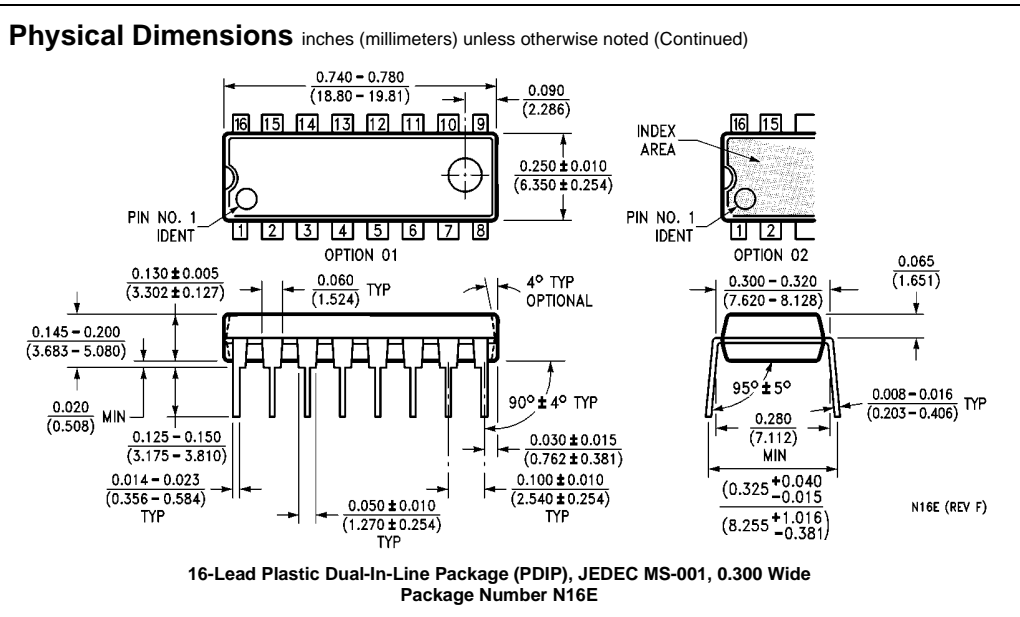 Physical Dimensions inches (millimeters) unless otherwise noted (Continued)
0.740 – 0.780
(18.80 – 19.81)
0.090
(2.286)
16 15 14 13 12 11 10 9
0.250 ± 0.010
(6.350 ± 0.254)
PIN NO. 1
IDENT
1 2 3 4 5 6 7 8
OPTION 01
INDEX
AREA
16 15
PIN NO. 1
IDENT
1 2
OPTION 02
0.130 ± 0.005
(3.302 ± 0.127)
0.060
(1.524)
TYP
4° TYP
OPTIONAL
0.145 – 0.200
(3.683 – 5.080)
0.020
(0.508)
MIN
0.125 – 0.150
(3.175 – 3.810)
0.014 – 0.023
(0.356 – 0.584)
TYP
0.050 ± 0.010
(1.270 ± 0.254)
TYP
90° ± 4° TYP
0.030 ± 0.015
(0.762 ± 0.381)
0.100 ± 0.010
(2.540 ± 0.254)
TYP
0.300 – 0.320
(7.620 – 8.128)
0.065
(1.651)
95° ± 5°
0.008 – 0.016
(0.203 – 0.406)
TYP
0.280
(7.112)
MIN
(0.325 +0.040 –0.015
(8.255 +1.016 –0.381)
N16E (REV F)
16-Lead Plastic Dual-In-Line Package (PDIP), JEDEC MS-001, 0.300 Wide
Package Number N16E